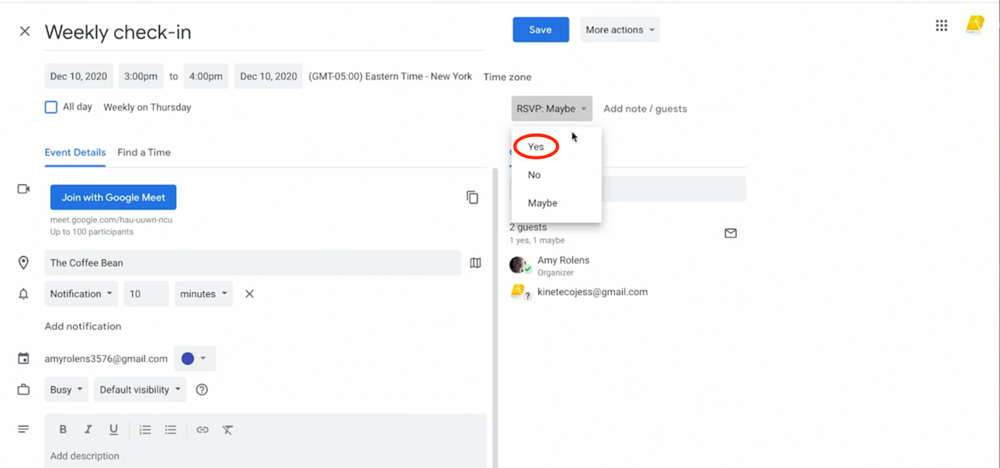 Weekly check-in
Save
More actions
Dec 10, 2020 3:00pm to 4:00pm Dec 10, 2020 (GMT-05:00) Eastern Time - New York Time zone
All day Weekly on Thursday
RSVP: Maybe Add note / guests
Yes
No
Maybe
Event Details Find a Time
Join with Google Meet
meet.google.com/hau-uuwn-ncu
Up to 100 participants
The Coffee Bean
Notification 10 minutes
Add notification
amyrolens3576@gmail.com
Busy Default visibility
B I U
Add description
2 guests
1 yes, 1 maybe
Amy Rolens
Organizer
kinetecojess@gmail.com